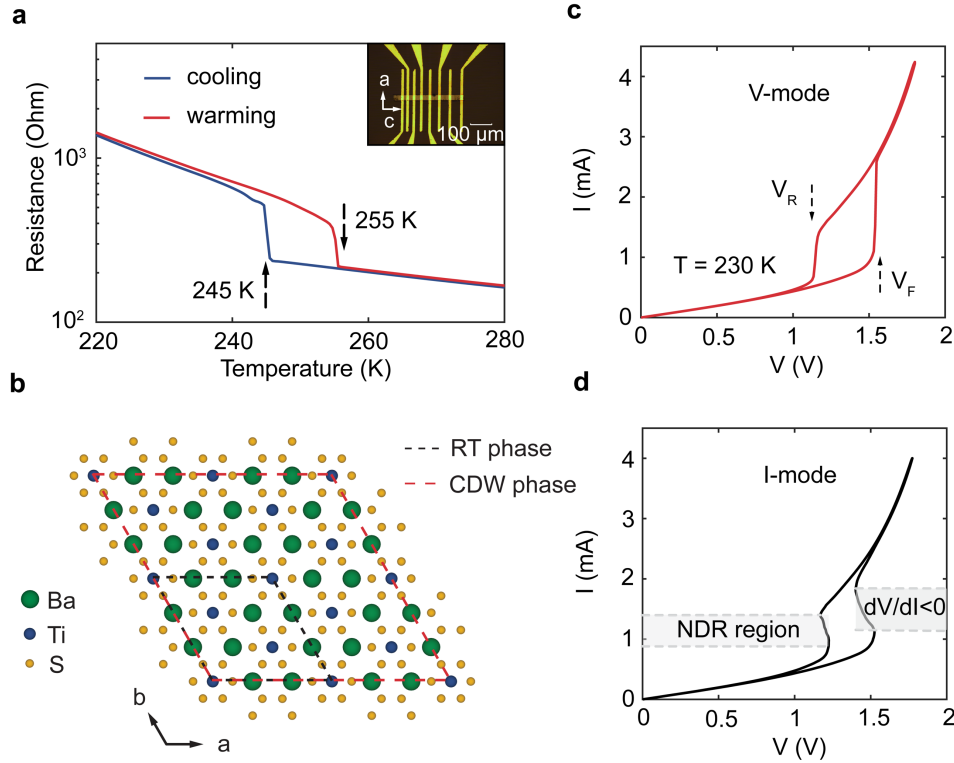 a
cooling
warming
a
c
100 µm
Resistance (Ohm)
10³
10²
255 K
245 K
220
240
260
280
Temperature (K)
b
RT phase
CDW phase
Ba
Ti
S
b
a
c
V-mode
I (mA)
4
3
2
1
0
V_R
T = 230 K
V_F
0
1
1.5
2
V (V)
d
I-mode
I (mA)
4
3
2
1
0
dV/dI<0
NDR region
0
0.5
1
1.5
2
V (V)